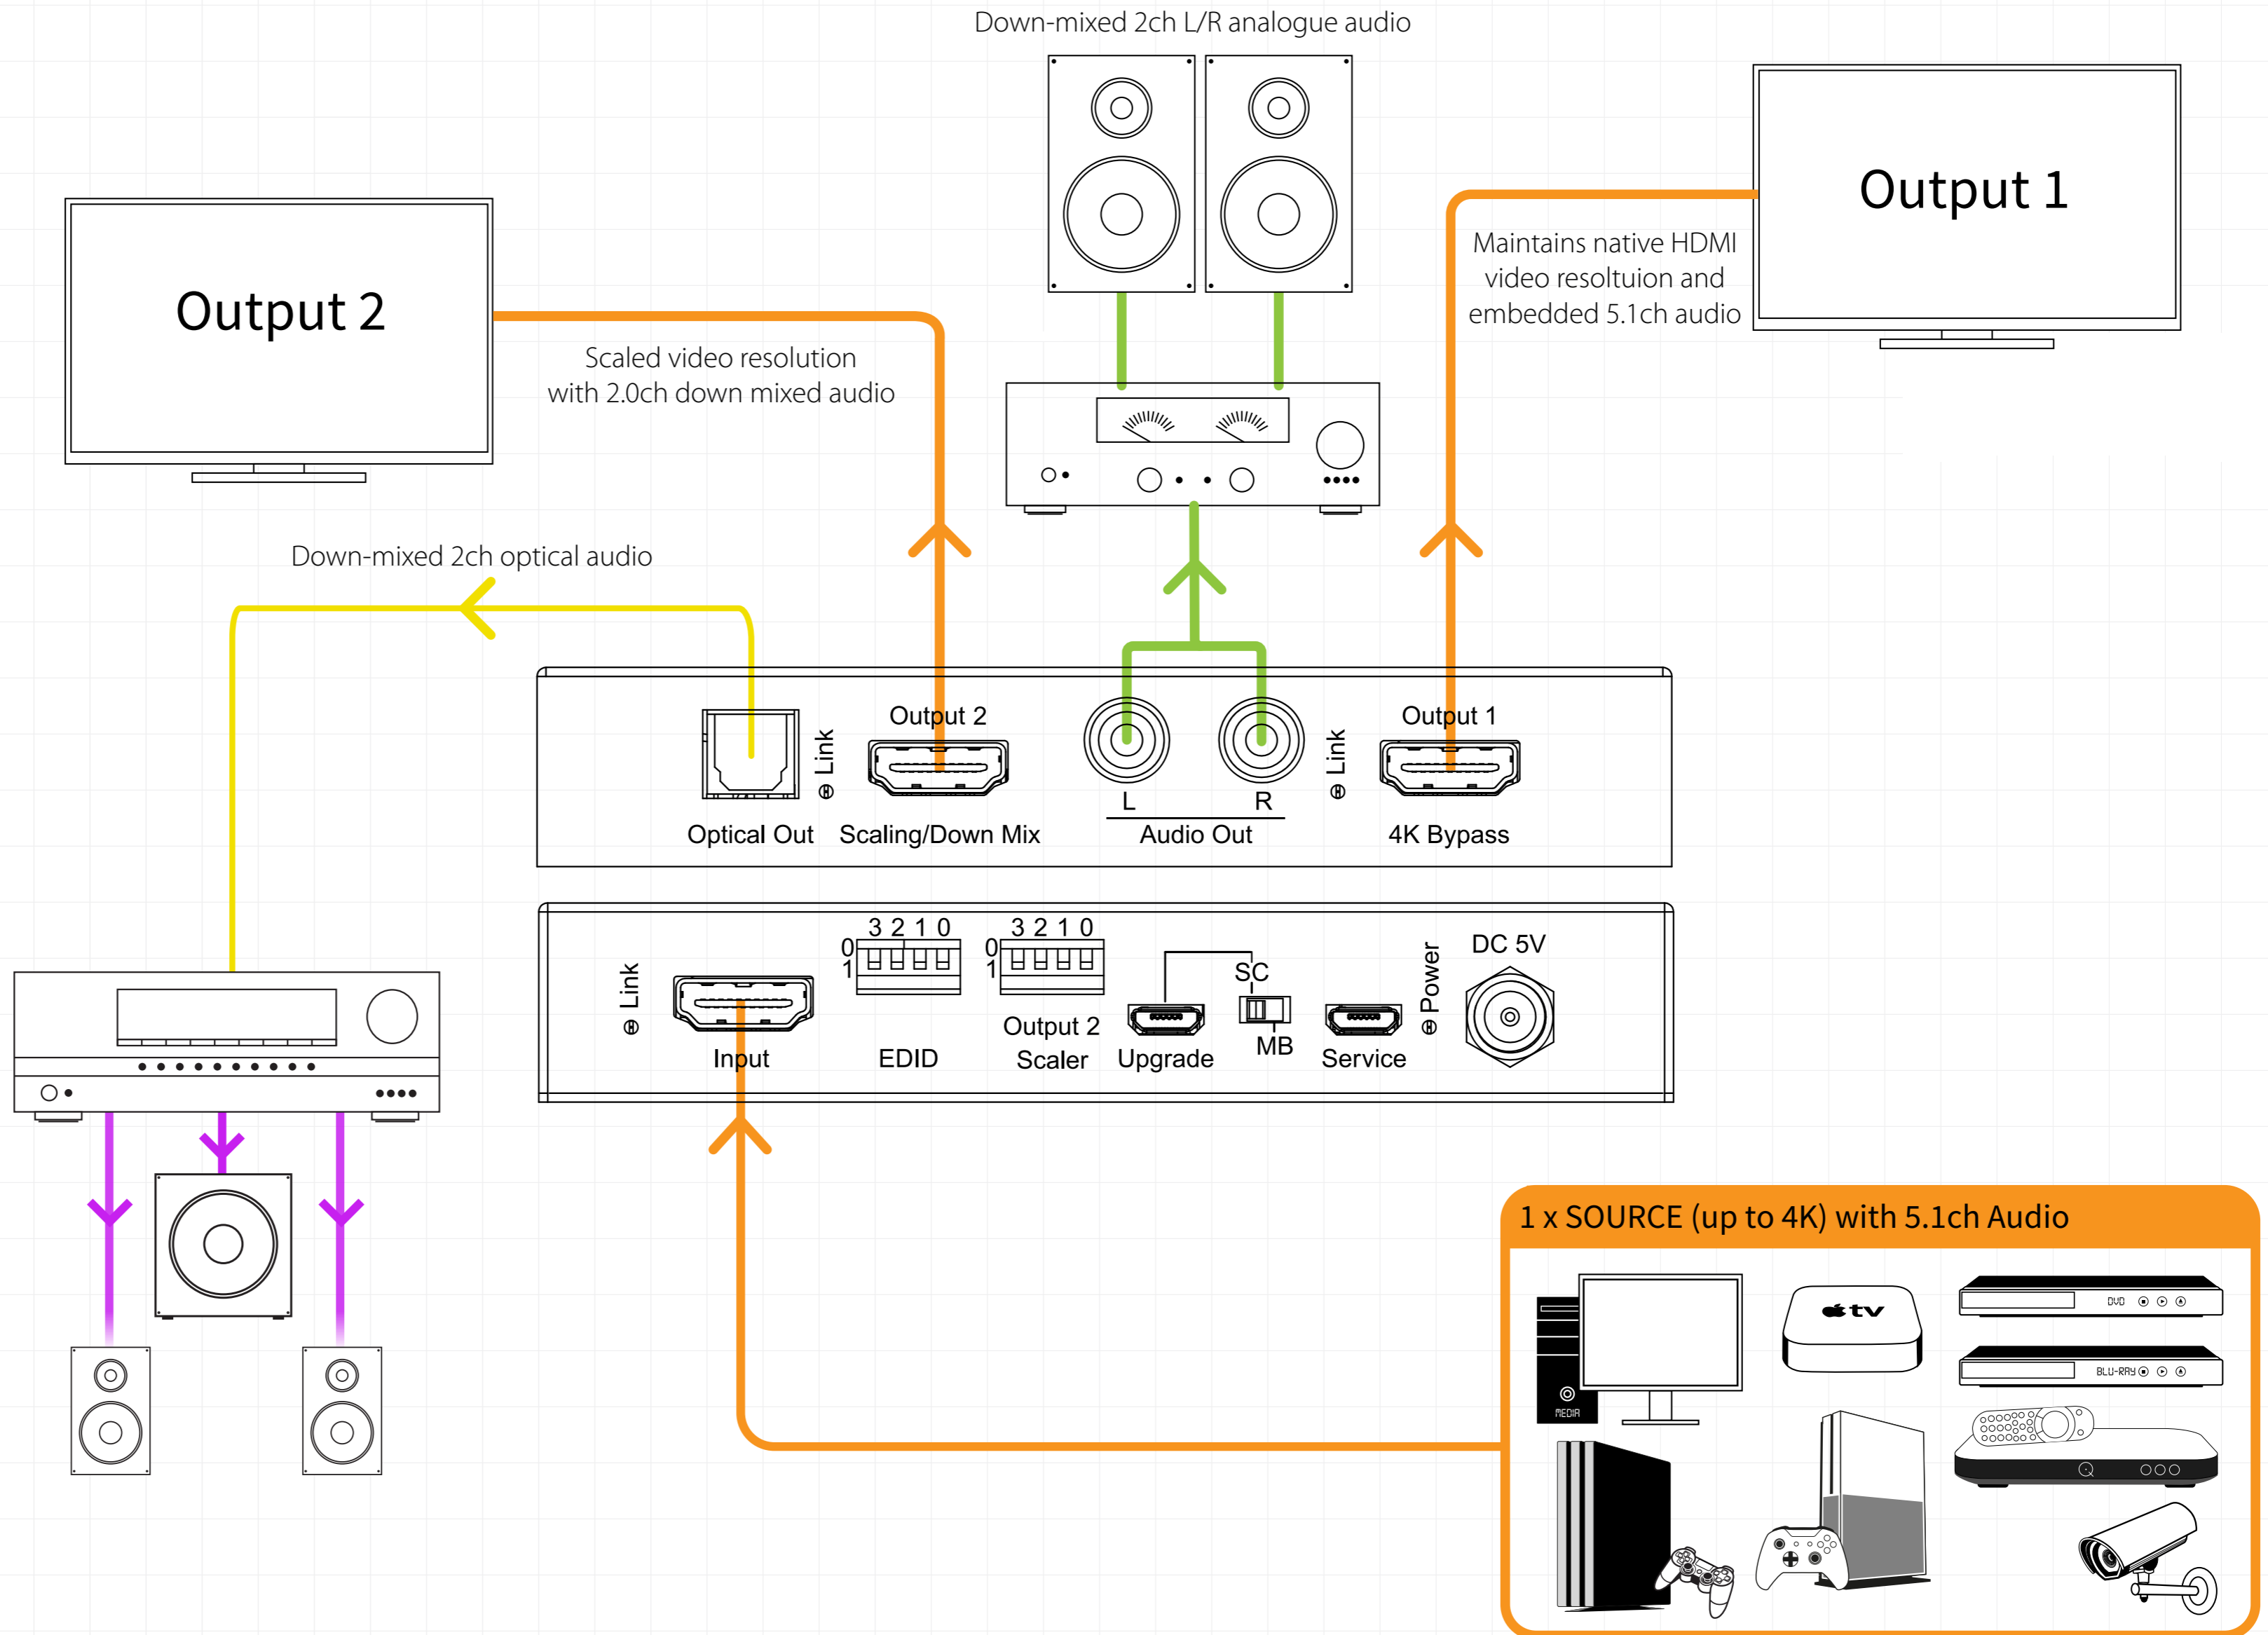 Down-mixed 2ch L/R analogue audio
Output 1
Output 2
Maintains native HDMI
video resoltuion and
embedded 5.1ch audio
Scaled video resolution
with 2.0ch down mixed audio
Down-mixed 2ch optical audio
Link
Output 2
Link
Output 1
L
R
Optical Out
Scaling/Down Mix
Audio Out
4K Bypass
3 2 1 0
0
1
3 2 1 0
0
1
Link
SC
Power
DC 5V
Input
EDID
Output 2
Scaler
Upgrade
MB
Service
1 x SOURCE (up to 4K) with 5.1ch Audio
tv
DVD
BLU-RAY
MEDIA
Q